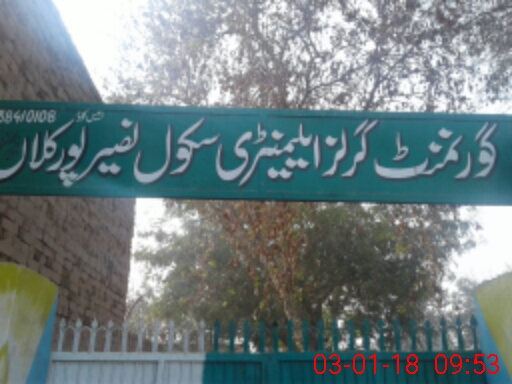 گورنمنٹ گرلز ایلیمنٹری سکول نصیر پور کلاں
03-01-18 09:53